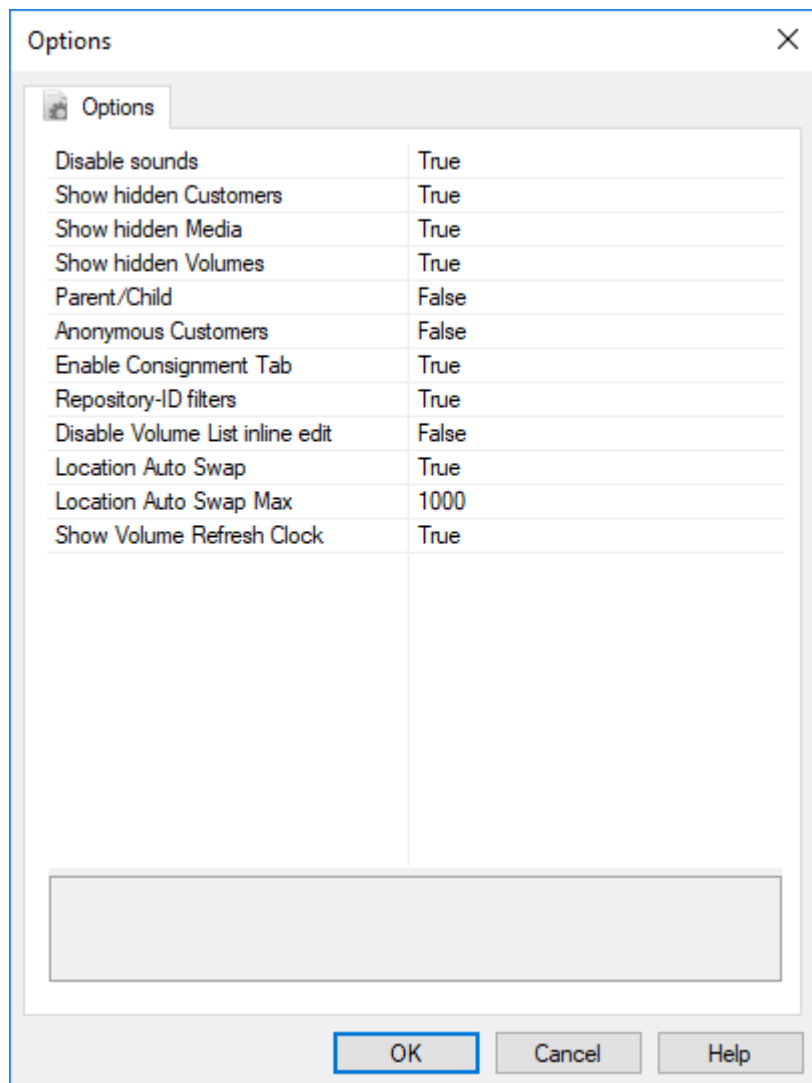 Options
Options
Disable sounds True
Show hidden Customers True
Show hidden Media True
Show hidden Volumes True
Parent/Child False
Anonymous Customers False
Enable Consignment Tab True
Repository-ID filters True
Disable Volume List inline edit False
Location Auto Swap True
Location Auto Swap Max 1000
Show Volume Refresh Clock True
OK Cancel Help